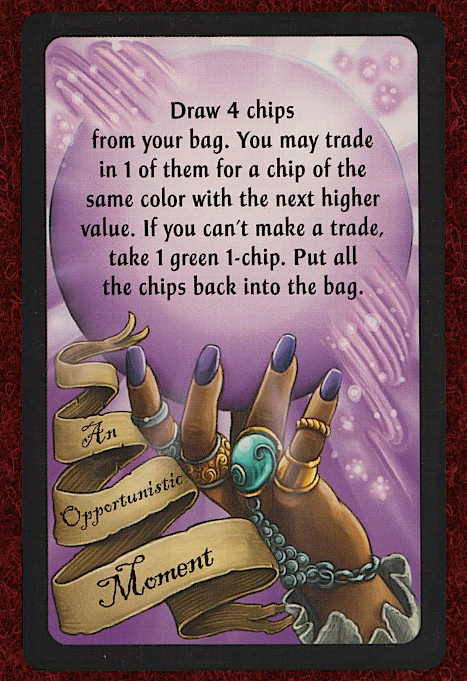 Draw 4 chips
from your bag. You may trade
in 1 of them for a chip of the
same color with the next higher
value. If you can't make a trade,
take 1 green 1-chip. Put all
the chips back into the bag.
An
Opportunistic
Moment